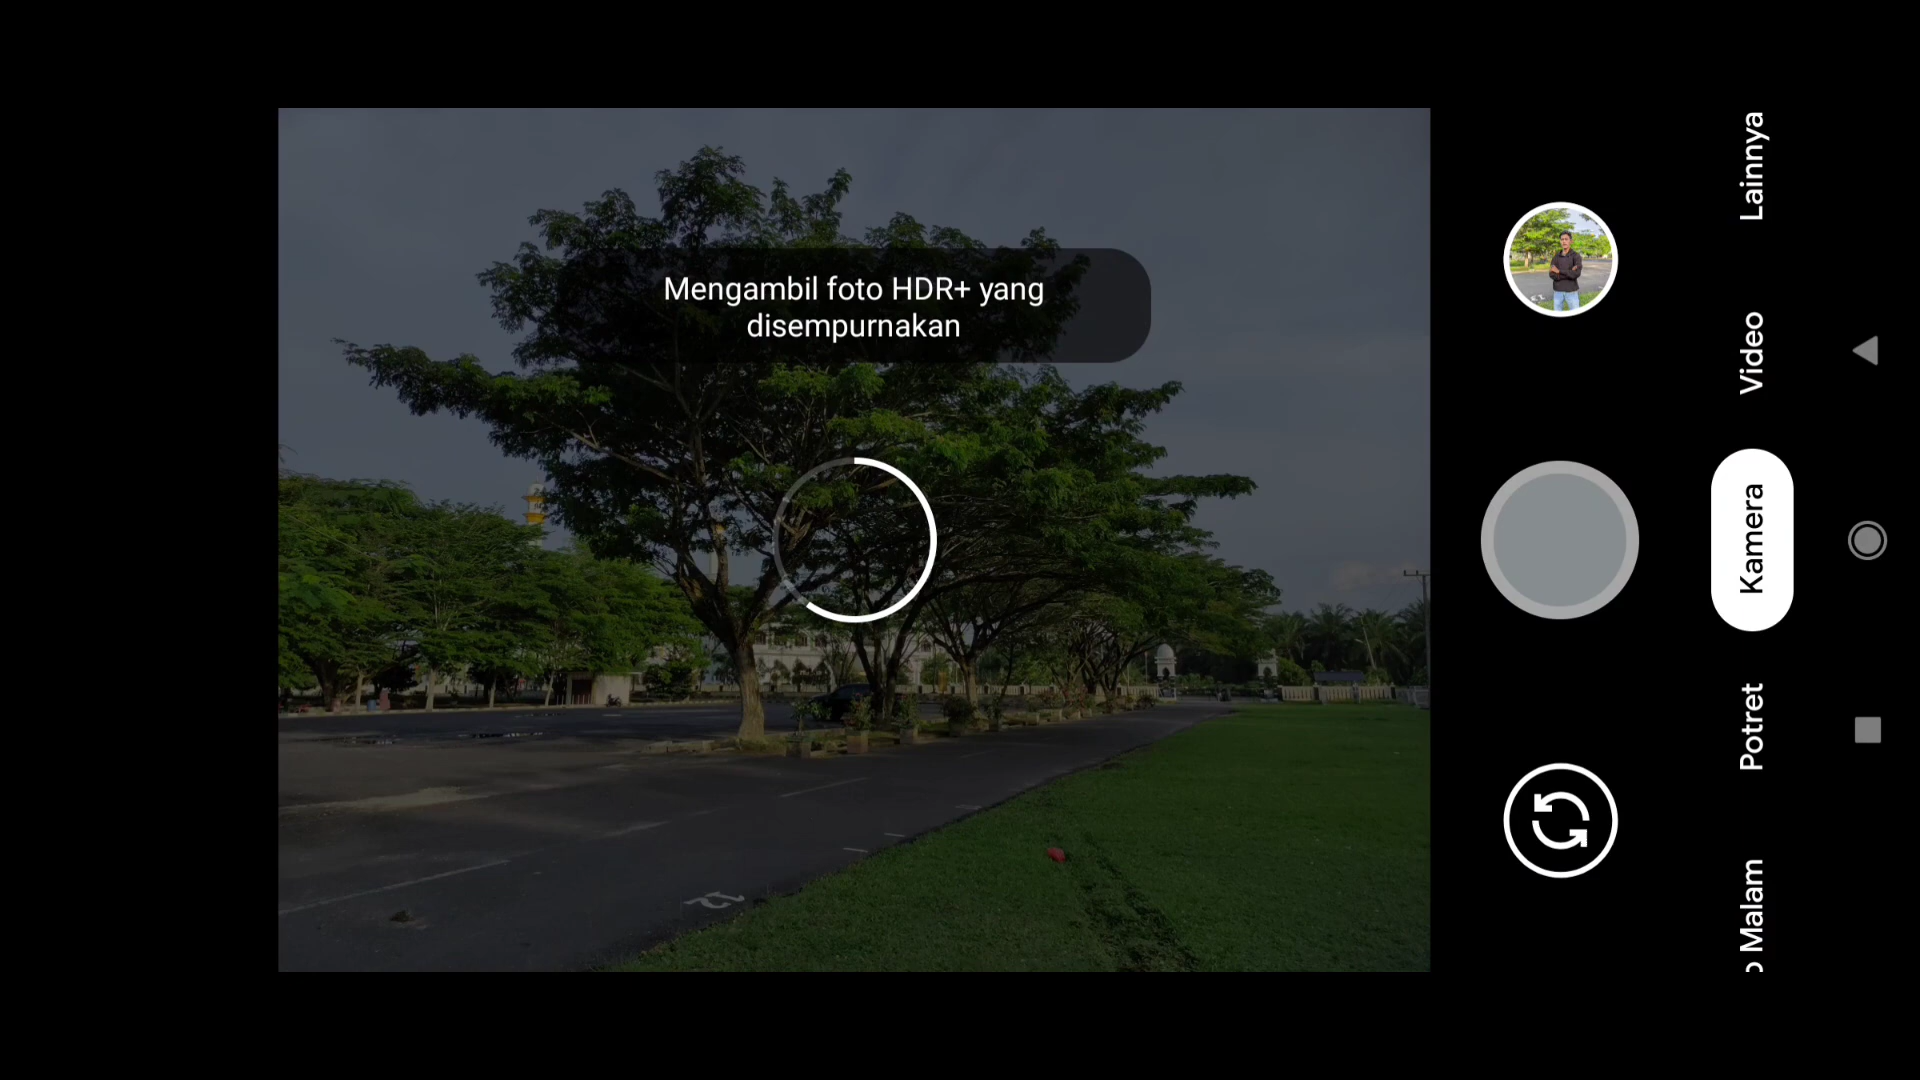 Mengambil foto HDR+ yang
disempurnakan
Lainnya
Video
Kamera
Potret
Malam